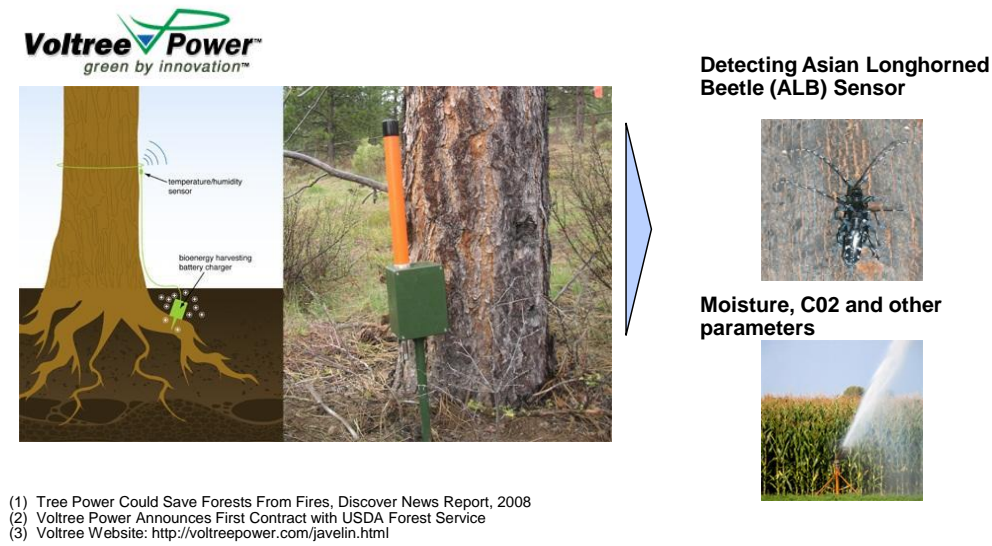 Voltree Power™
green by innovation™
Detecting Asian Longhorned
Beetle (ALB) Sensor
temperature/humidity
sensor
bioenergy harvesting
battery charger
Moisture, C02 and other
parameters
(1) Tree Power Could Save Forests From Fires, Discover News Report, 2008
(2) Voltree Power Announces First Contract with USDA Forest Service
(3) Voltree Website: http://voltreepower.com/javelin.html